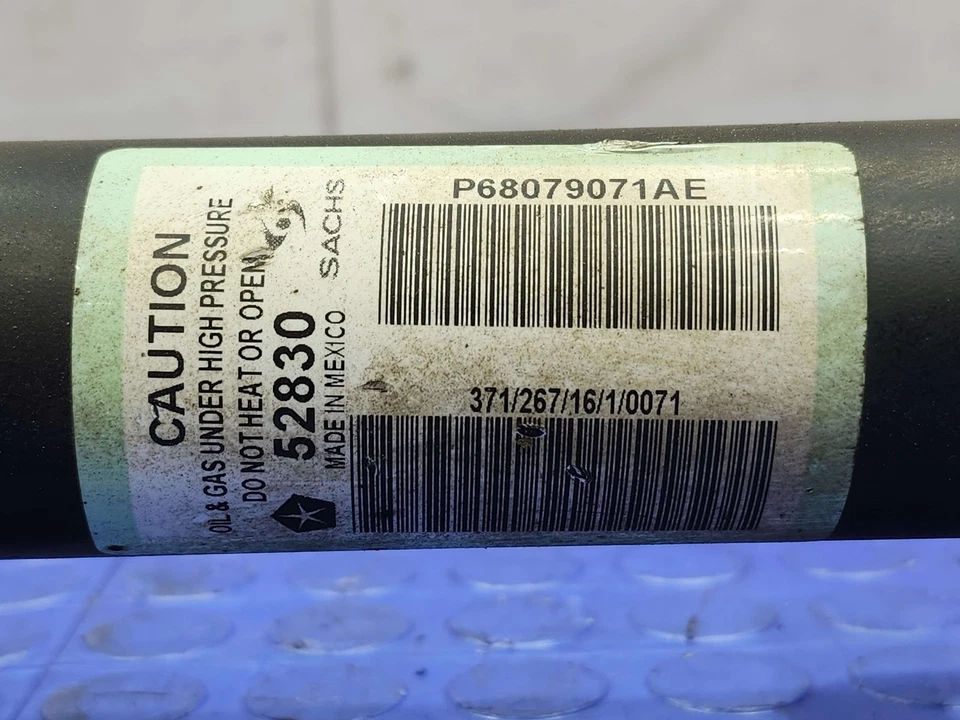 CAUTION
OIL & GAS UNDER HIGH PRESSURE
DO NOT HEAT OR OPEN
52830
MADE IN MEXICO SACHS
P68079071AE
371/267/16/1/0071